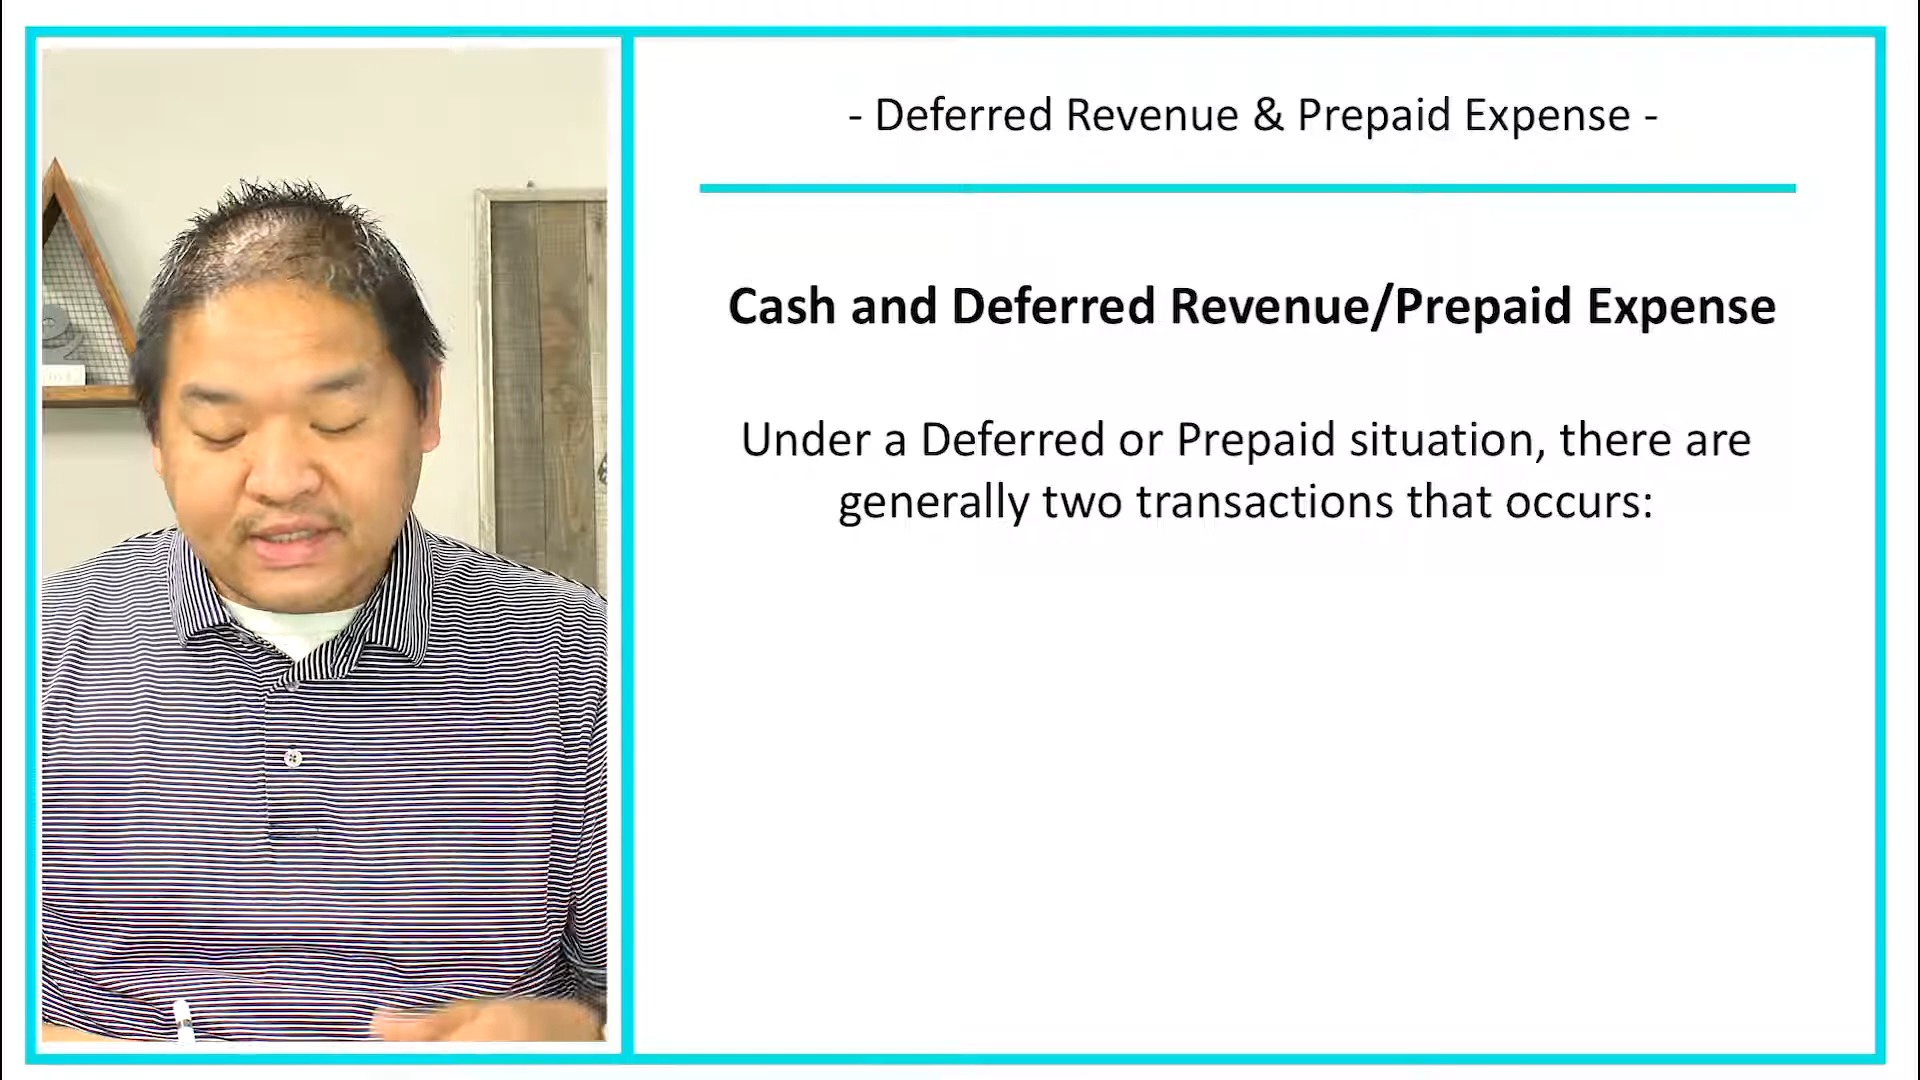 - Deferred Revenue & Prepaid Expense -
Cash and Deferred Revenue/Prepaid Expense
Under a Deferred or Prepaid situation, there are
generally two transactions that occurs: